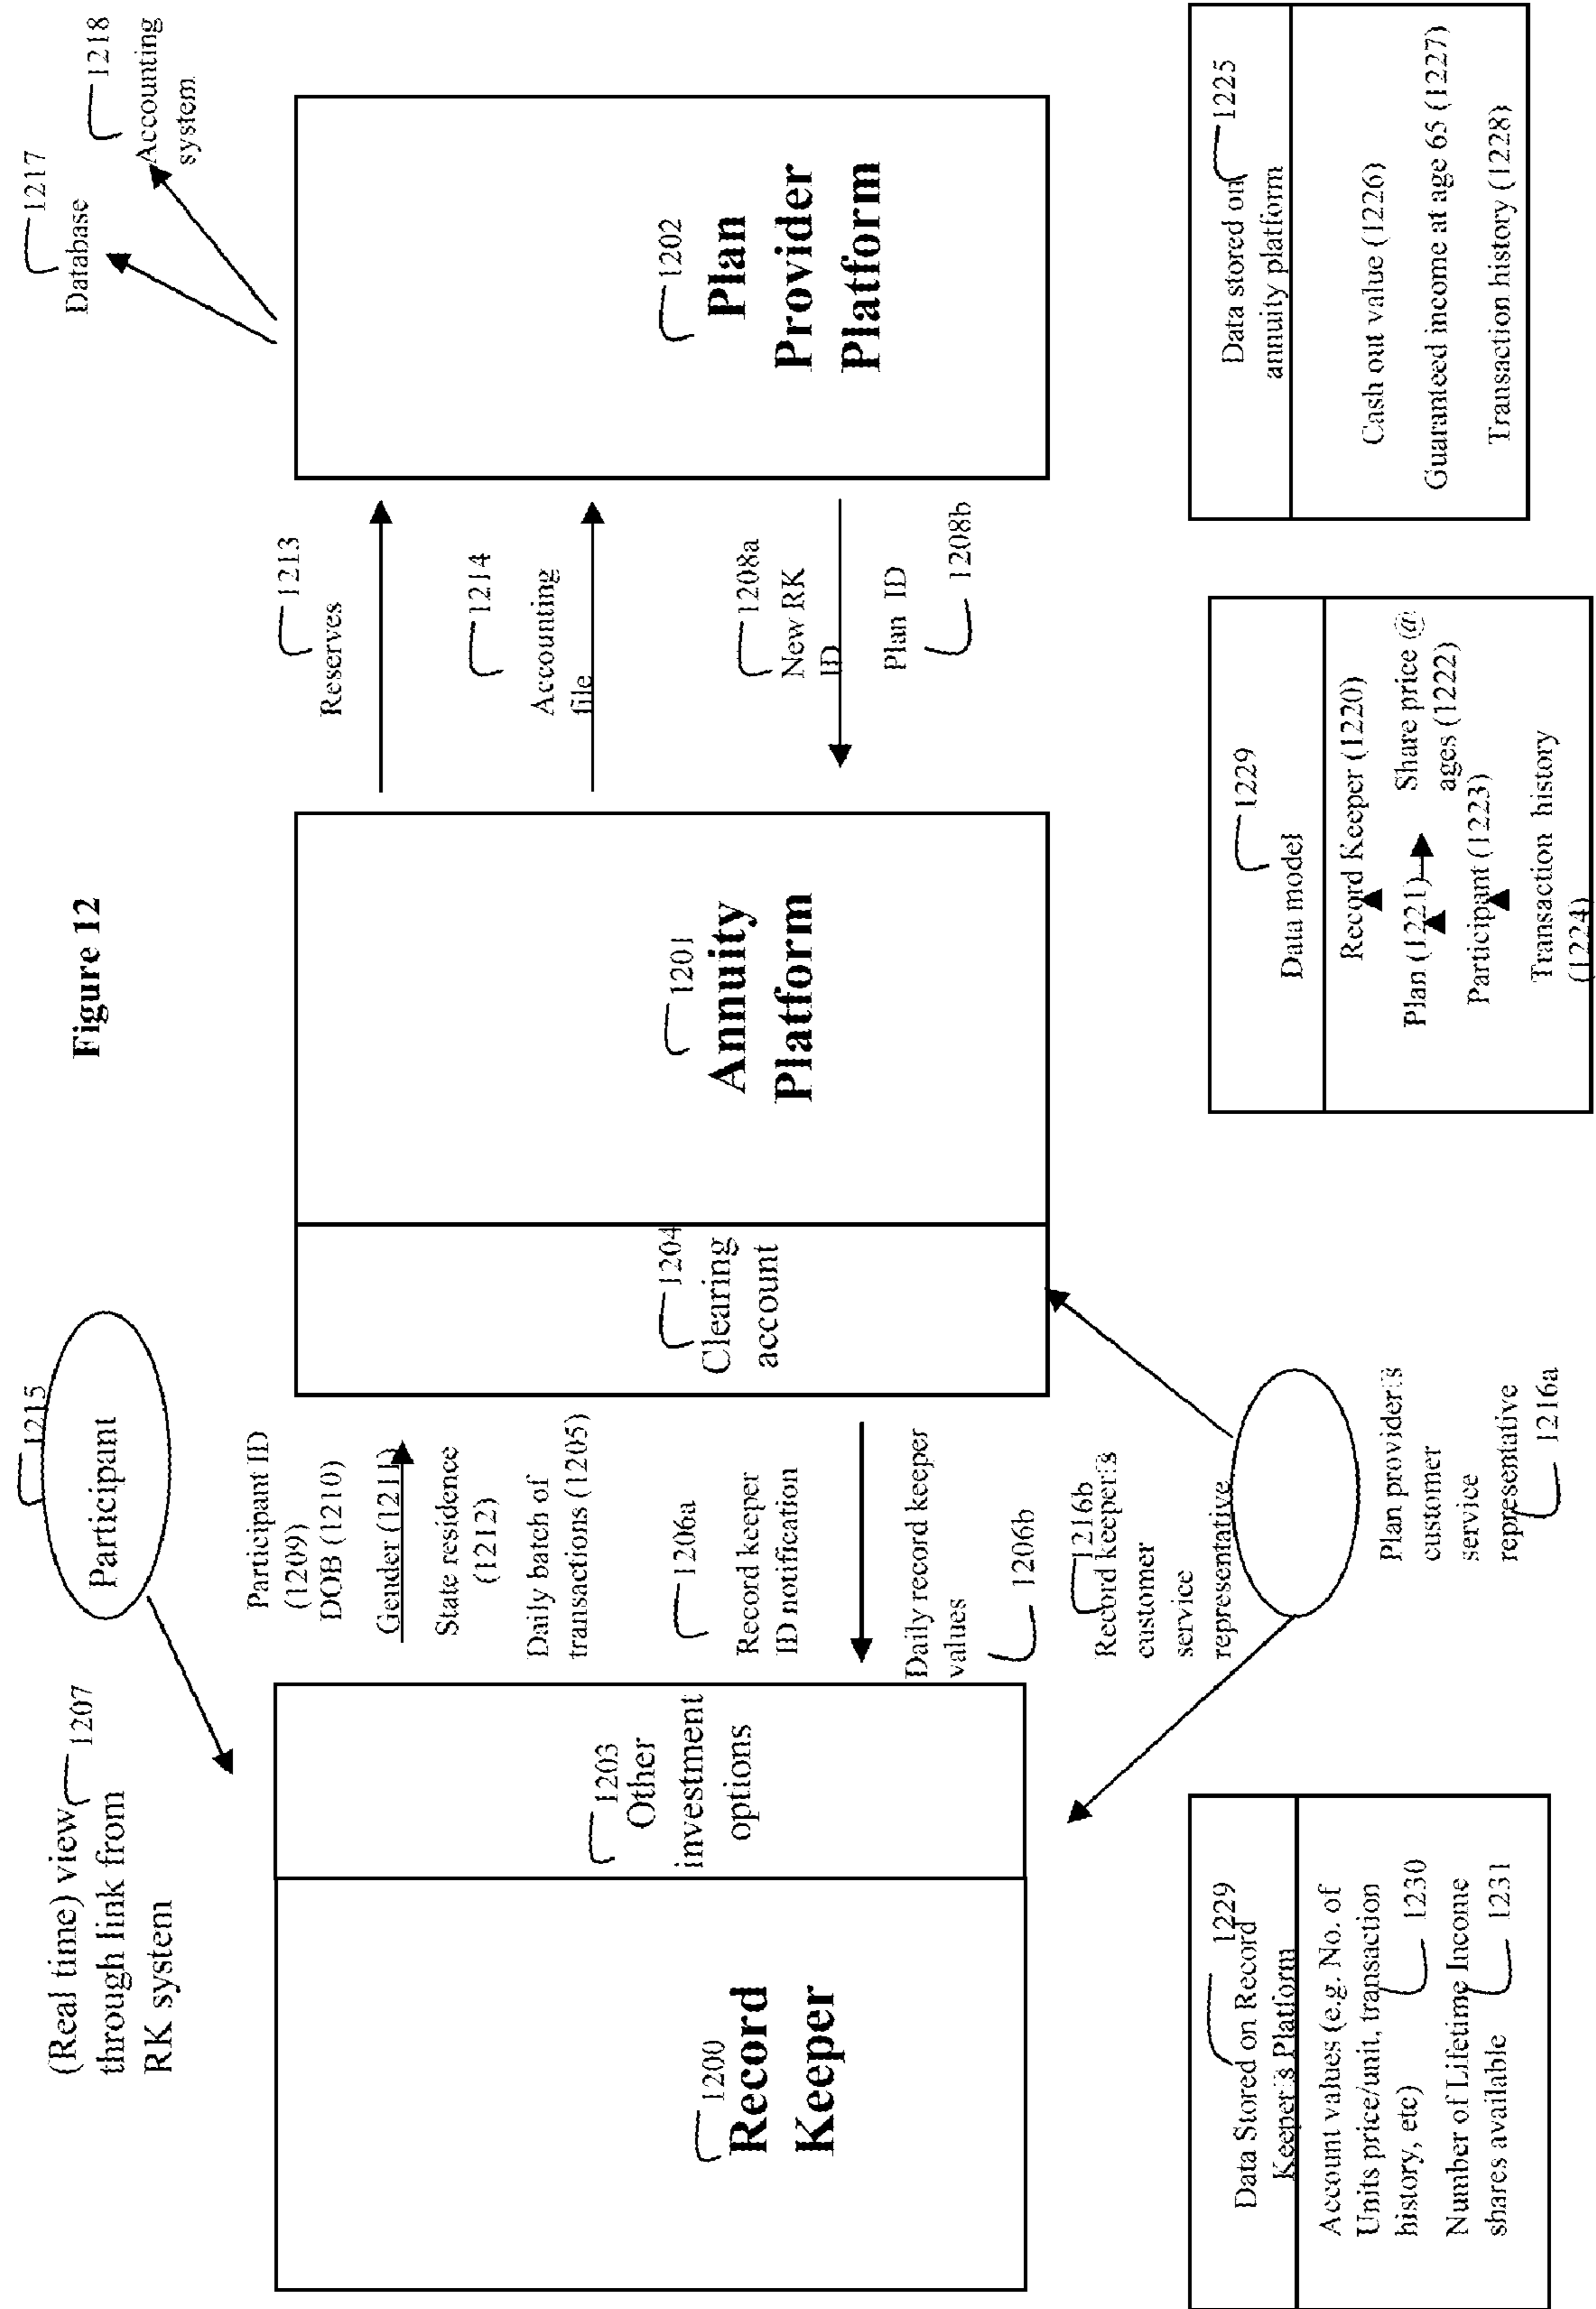 Figure 12
(Real time) view
1207
through link from
RK system
1215
Participant
1217
Database
1218
Accounting
system
1200
Record
Keeper
1203
Other
investment
options
Participant ID
(1209)
DOB (1210)
Gender (1211)
State residence
(1212)
Daily batch of
transactions (1205)
1206a
Record keeper
ID notification
Daily record keeper
values
1206b
1204
Clearing
account
1201
Annuity
Platform
1213
Reserves
1214
Accounting
file
1208a
New RK
ID
Plan ID
1208b
1202
Plan
Provider
Platform
1216b
Record keeper's
customer
service
representative
Plan provider's
customer
service
representative
1216a
1229
Data Stored on Record
Keeper's Platform
Account values (e.g. No. of
Units price/unit, transaction
history, etc)
1230
Number of Lifetime Income
shares available
1231
1229
Data model
Record Keeper (1220)
Plan (1221)
Share price @
ages (1222)
Participant (1223)
Transaction history
(1224)
1225
Data stored on
annuity platform
Cash out value (1226)
Guaranteed income at age 65 (1227)
Transaction history (1228)